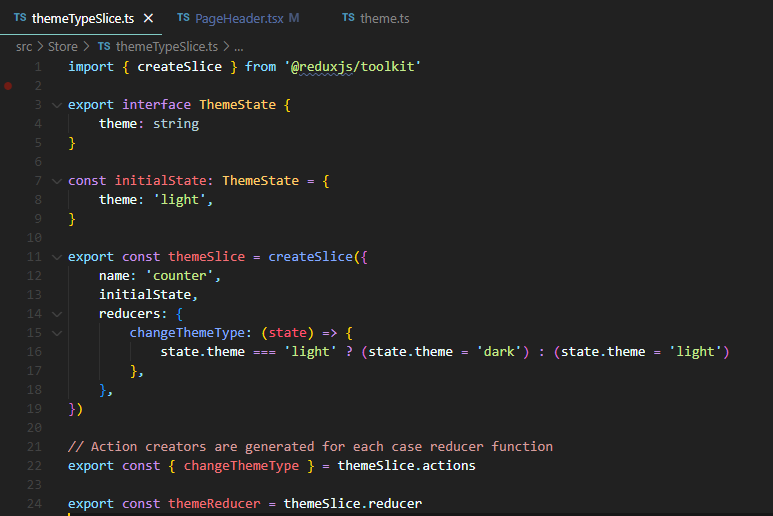 TS themeTypeSlice.ts × TS PageHeader.tsx M TS theme.ts
src > Store > TS themeTypeSlice.ts > ...
1 import { createSlice } from '@reduxjs/toolkit'
2
3 export interface ThemeState {
4 theme: string
5 }
6
7 const initialState: ThemeState = {
8 theme: 'light',
9 }
10
11 export const themeSlice = createSlice({
12 name: 'counter',
13 initialState,
14 reducers: {
15 changeThemeType: (state) => {
16 state.theme === 'light' ? (state.theme = 'dark') : (state.theme = 'light')
17 },
18 },
19 })
20
21 // Action creators are generated for each case reducer function
22 export const { changeThemeType } = themeSlice.actions
23
24 export const themeReducer = themeSlice.reducer